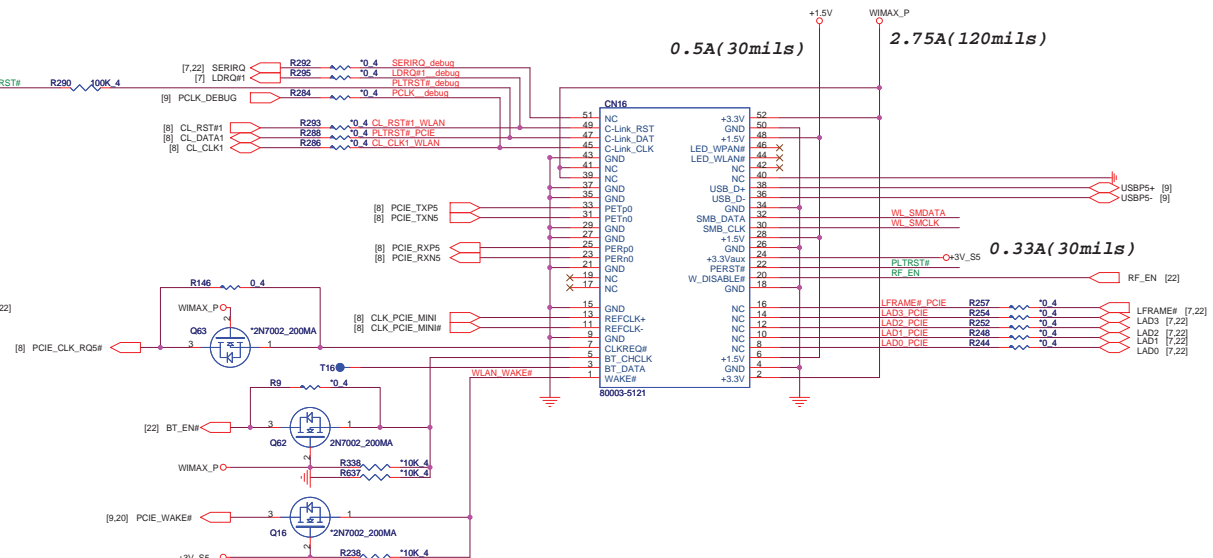 +1.5V
WIMAX_P
0.5A(30mils)
2.75A(120mils)
[7,22] SERIRQ R292 *0_4 SERIRQ_debug
[7] LDRQ#1 R295 *0_4 LDRQ#1_debug
RST# R290 100K_4 PLTRST#_debug
[9] PCLK_DEBUG R284 *0_4 PCLK_debug
CN16
[8] CL_RST#1 R293 *0_4 CL_RST#1_WLAN
[8] CL_DATA1 R288 *0_4 PLTRST#_PCIE
[8] CL_CLK1 R286 *0_4 CL_CLK1_WLAN
51 NC +3.3V 52
49 C-Link_RST GND 50
47 C-Link_DAT +1.5V 48
45 C-Link_CLK LED_WPAN# 46
43 GND LED_WLAN# 44
41 NC NC 42
39 NC NC 40
37 GND USB_D+ 38 USBP5+ [9]
35 GND USB_D- 36 USBP5- [9]
[8] PCIE_TXP5 33 PETp0 GND 34
[8] PCIE_TXN5 31 PETn0 SMB_DATA 32 WL_SMDATA
29 GND SMB_CLK 30 WL_SMCLK
27 GND +1.5V 28
[8] PCIE_RXP5 25 PERp0 GND 26
0.33A(30mils)
[8] PCIE_RXN5 23 PERn0 +3.3Vaux 24 +3V_S5
21 GND PERST# 22 PLTRST#
19 NC W_DISABLE# 20 RF_EN RF_EN [22]
17 NC GND 18
R146 0_4
22]
WIMAX_P
15 GND NC 16 LFRAME#_PCIE R257 *0_4 LFRAME# [7,22]
[8] CLK_PCIE_MINI 13 REFCLK+ NC 14 LAD3_PCIE R254 *0_4 LAD3 [7,22]
[8] CLK_PCIE_MINI# 11 REFCLK- NC 12 LAD2_PCIE R252 *0_4 LAD2 [7,22]
9 GND NC 10 LAD1_PCIE R248 *0_4 LAD1 [7,22]
7 CLKREQ# NC 8 LAD0_PCIE R244 *0_4 LAD0 [7,22]
5 BT_CHCLK +1.5V 6
T16 3 BT_DATA GND 4
WLAN_WAKE# 1 WAKE# +3.3V 2
80003-5121
Q63 2 *2N7002_200MA
[8] PCIE_CLK_RQ5# 3 1
R9 *0_4
[22] BT_EN# 3 1
Q62 2N7002_200MA
2
WIMAX_P R338 *10K_4
R637 *10K_4
[9,20] PCIE_WAKE# 3 1
Q16 *2N7002_200MA
2
+3V_S5 R238 *10K_4